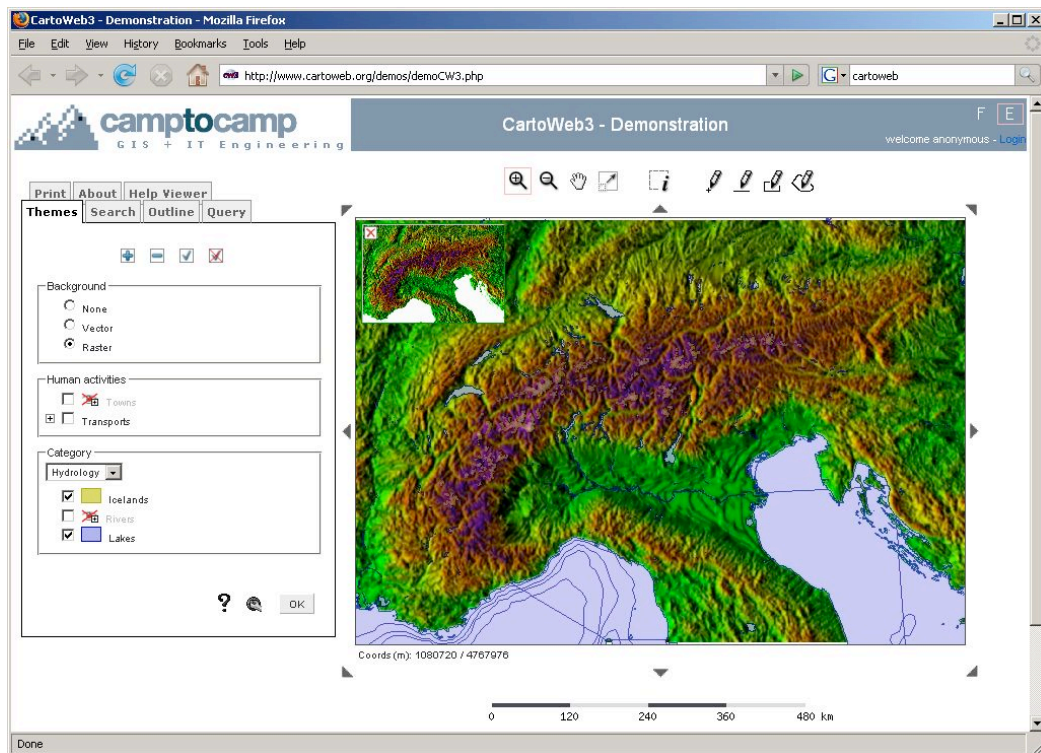 CartoWeb3 - Demonstration - Mozilla Firefox
File Edit View History Bookmarks Tools Help
cw3 http://www.cartoweb.org/demos/demoCW3.php
G cartoweb
camptocamp
GIS + IT Engineering
CartoWeb3 - Demonstration
F E
welcome anonymous - Login
Print About Help Viewer
Themes Search Outline Query
Background
None
Vector
Raster
Human activities
Towns
Transports
Category
Hydrology
Icelands
Rivers
Lakes
? OK
Coords (m): 1080720 / 4767976
0 120 240 360 480 km
Done